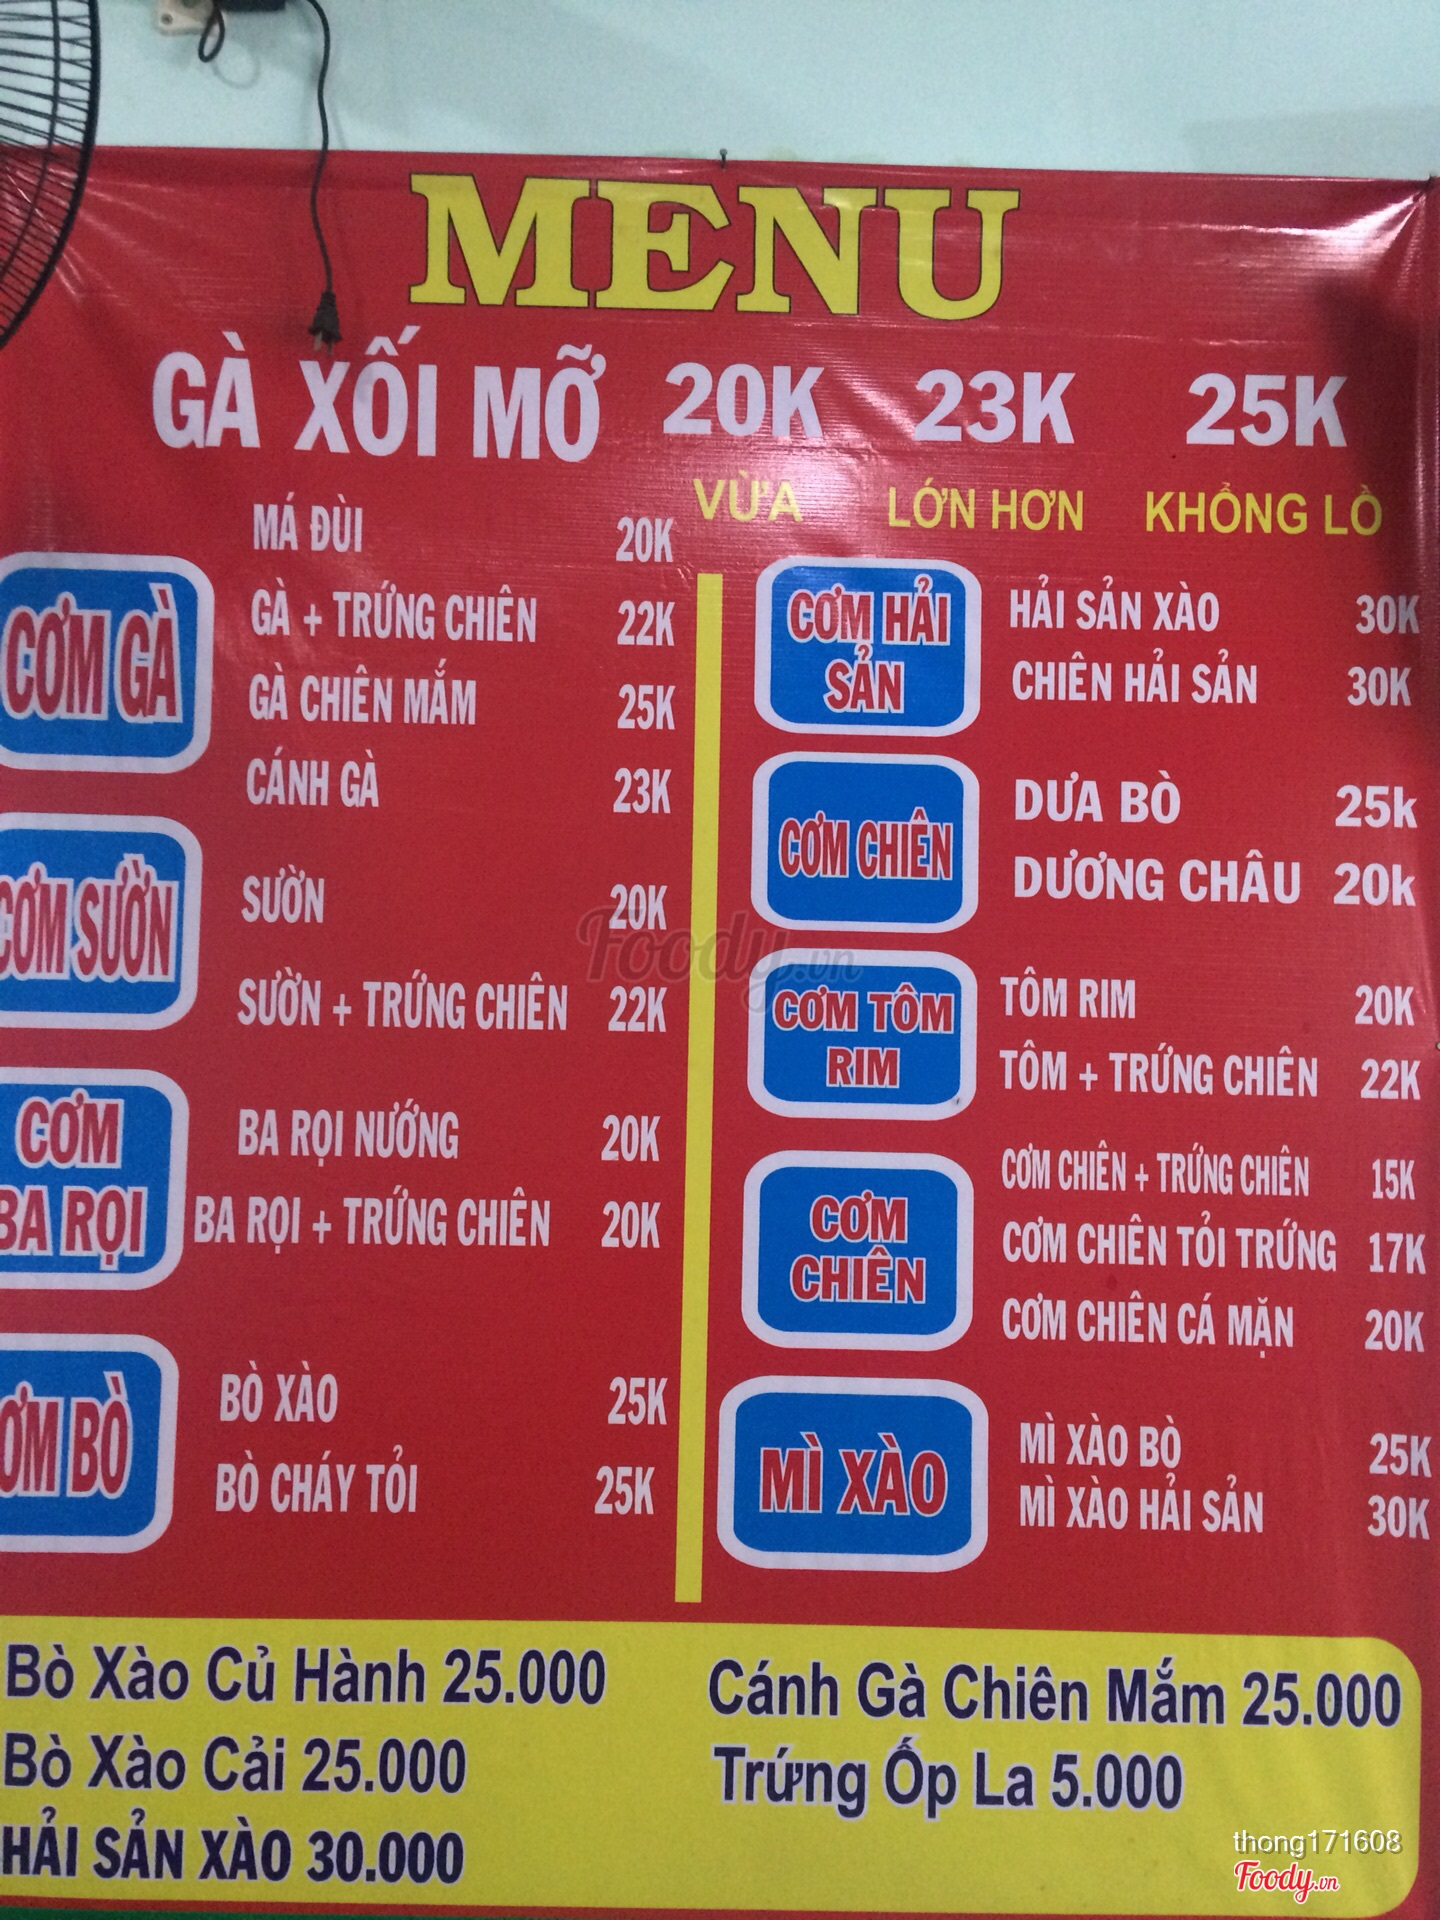 MENU
GÀ XỐI MỠ 20K 23K 25K
VỪA LỚN HƠN KHỔNG LỒ
MÁ ĐÙI 20K
CƠM GÀ
GÀ + TRỨNG CHIÊN 22K
GÀ CHIÊN MẮM 25K
CÁNH GÀ 23K
CƠM SƯỜN
SƯỜN 20K
SƯỜN + TRỨNG CHIÊN 22K
CƠM
BA RỌI
BA RỌI NƯỚNG 20K
BA RỌI + TRỨNG CHIÊN 20K
ƠM BÒ
BÒ XÀO 25K
BÒ CHÁY TỎI 25K
CƠM HẢI
SẢN
HẢI SẢN XÀO 30K
CHIÊN HẢI SẢN 30K
CƠM CHIÊN
DƯA BÒ 25k
DƯƠNG CHÂU 20k
CƠM TÔM
RIM
TÔM RIM 20K
TÔM + TRỨNG CHIÊN 22K
CƠM
CHIÊN
CƠM CHIÊN + TRỨNG CHIÊN 15K
CƠM CHIÊN TỎI TRỨNG 17K
CƠM CHIÊN CÁ MẶN 20K
MÌ XÀO
MÌ XÀO BÒ 25K
MÌ XÀO HẢI SẢN 30K
Bò Xào Củ Hành 25.000
Bò Xào Cải 25.000
HẢI SẢN XÀO 30.000
Cánh Gà Chiên Mắm 25.000
Trứng Ốp La 5.000
Foody.vn
thong171608
Foody.vn